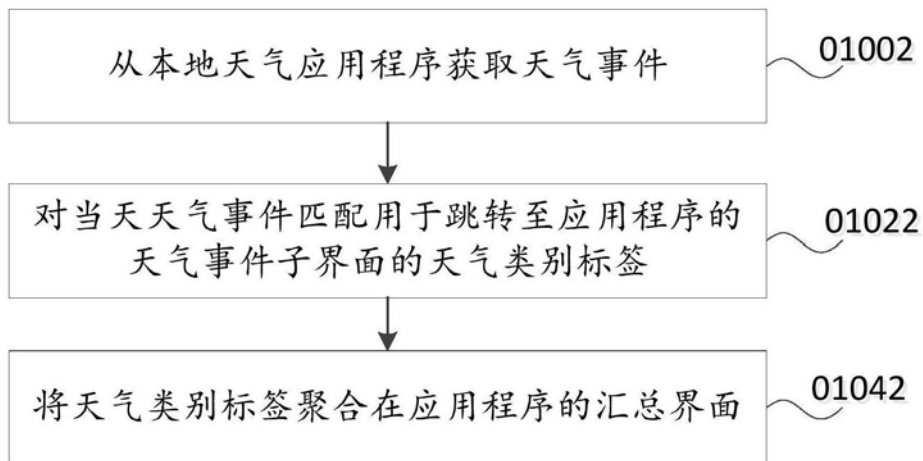 从本地天气应用程序获取天气事件
01002
对当天天气事件匹配用于跳转至应用程序的
天气事件子界面的天气类别标签
01022
将天气类别标签聚合在应用程序的汇总界面
01042